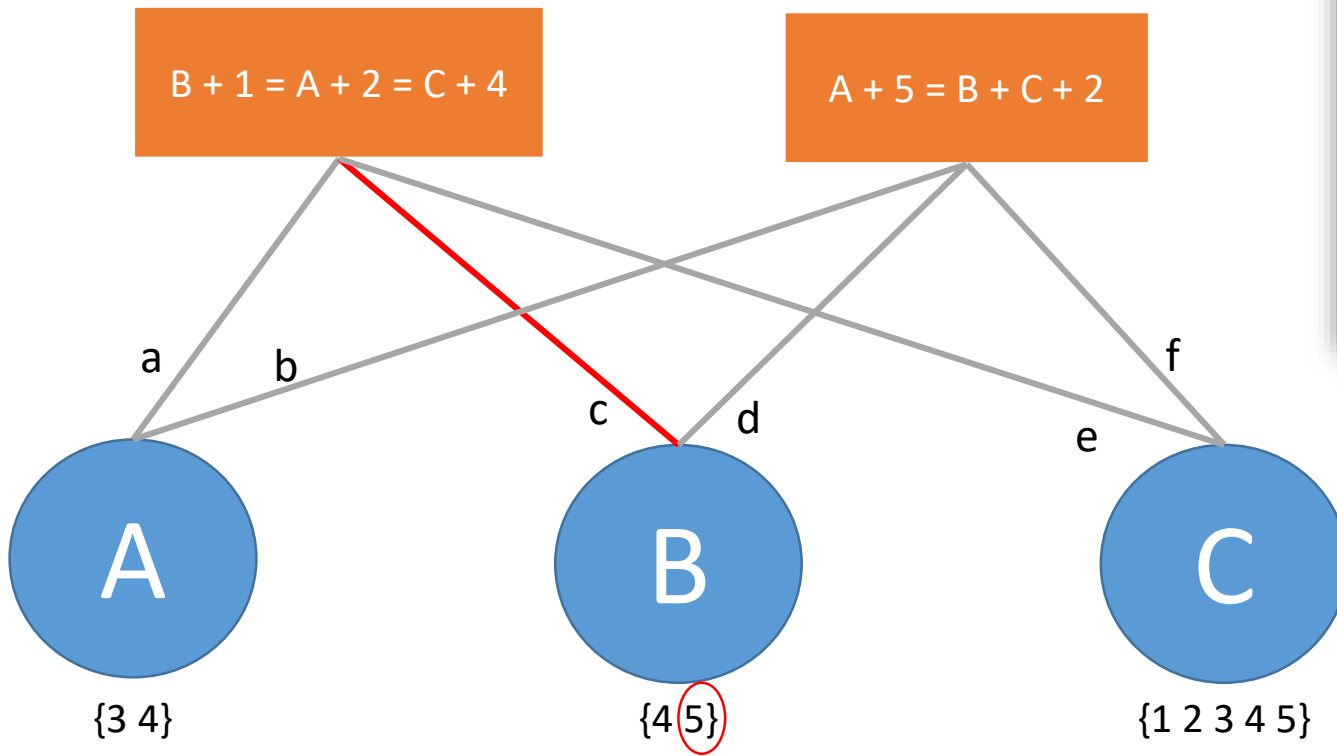 B + 1 = A + 2 = C + 4
A + 5 = B + C + 2
a
b
c
d
e
f
A
B
C
{3 4}
{4 5}
{1 2 3 4 5}